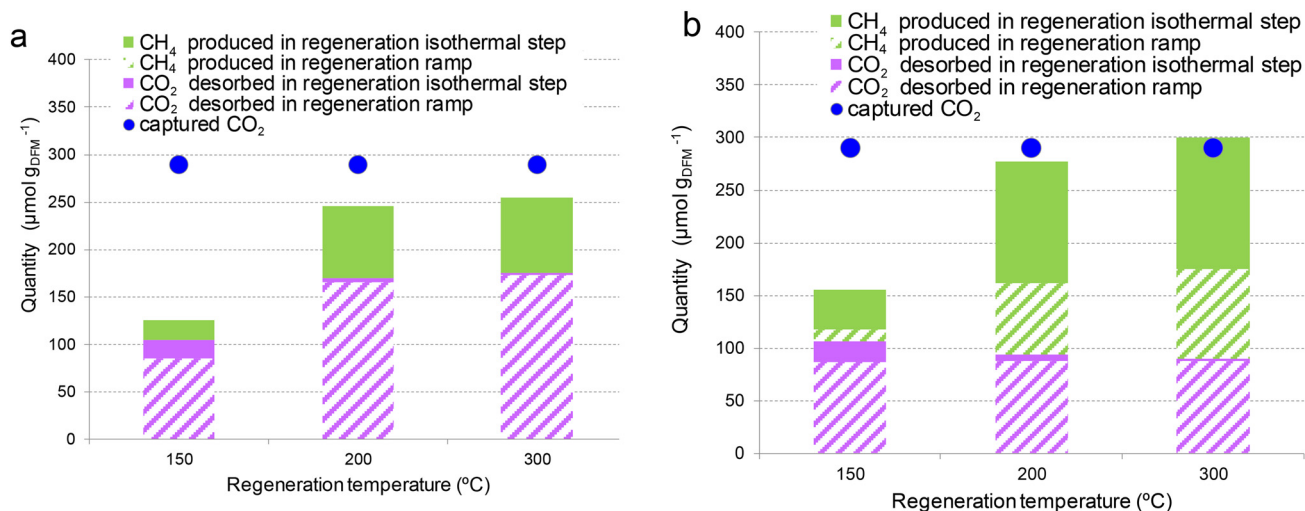 a
CH₄ produced in regeneration isothermal step
CH₄ produced in regeneration ramp
CO₂ desorbed in regeneration isothermal step
CO₂ desorbed in regeneration ramp
captured CO₂
400
350
300
250
200
150
100
50
0
Quantity (µmol g_DFM⁻¹)
150 200 300
Regeneration temperature (ºC)
b
CH₄ produced in regeneration isothermal step
CH₄ produced in regeneration ramp
CO₂ desorbed in regeneration isothermal step
CO₂ desorbed in regeneration ramp
captured CO₂
400
350
300
250
200
150
100
50
0
Quantity (µmol g_DFM⁻¹)
150 200 300
Regeneration temperature (ºC)